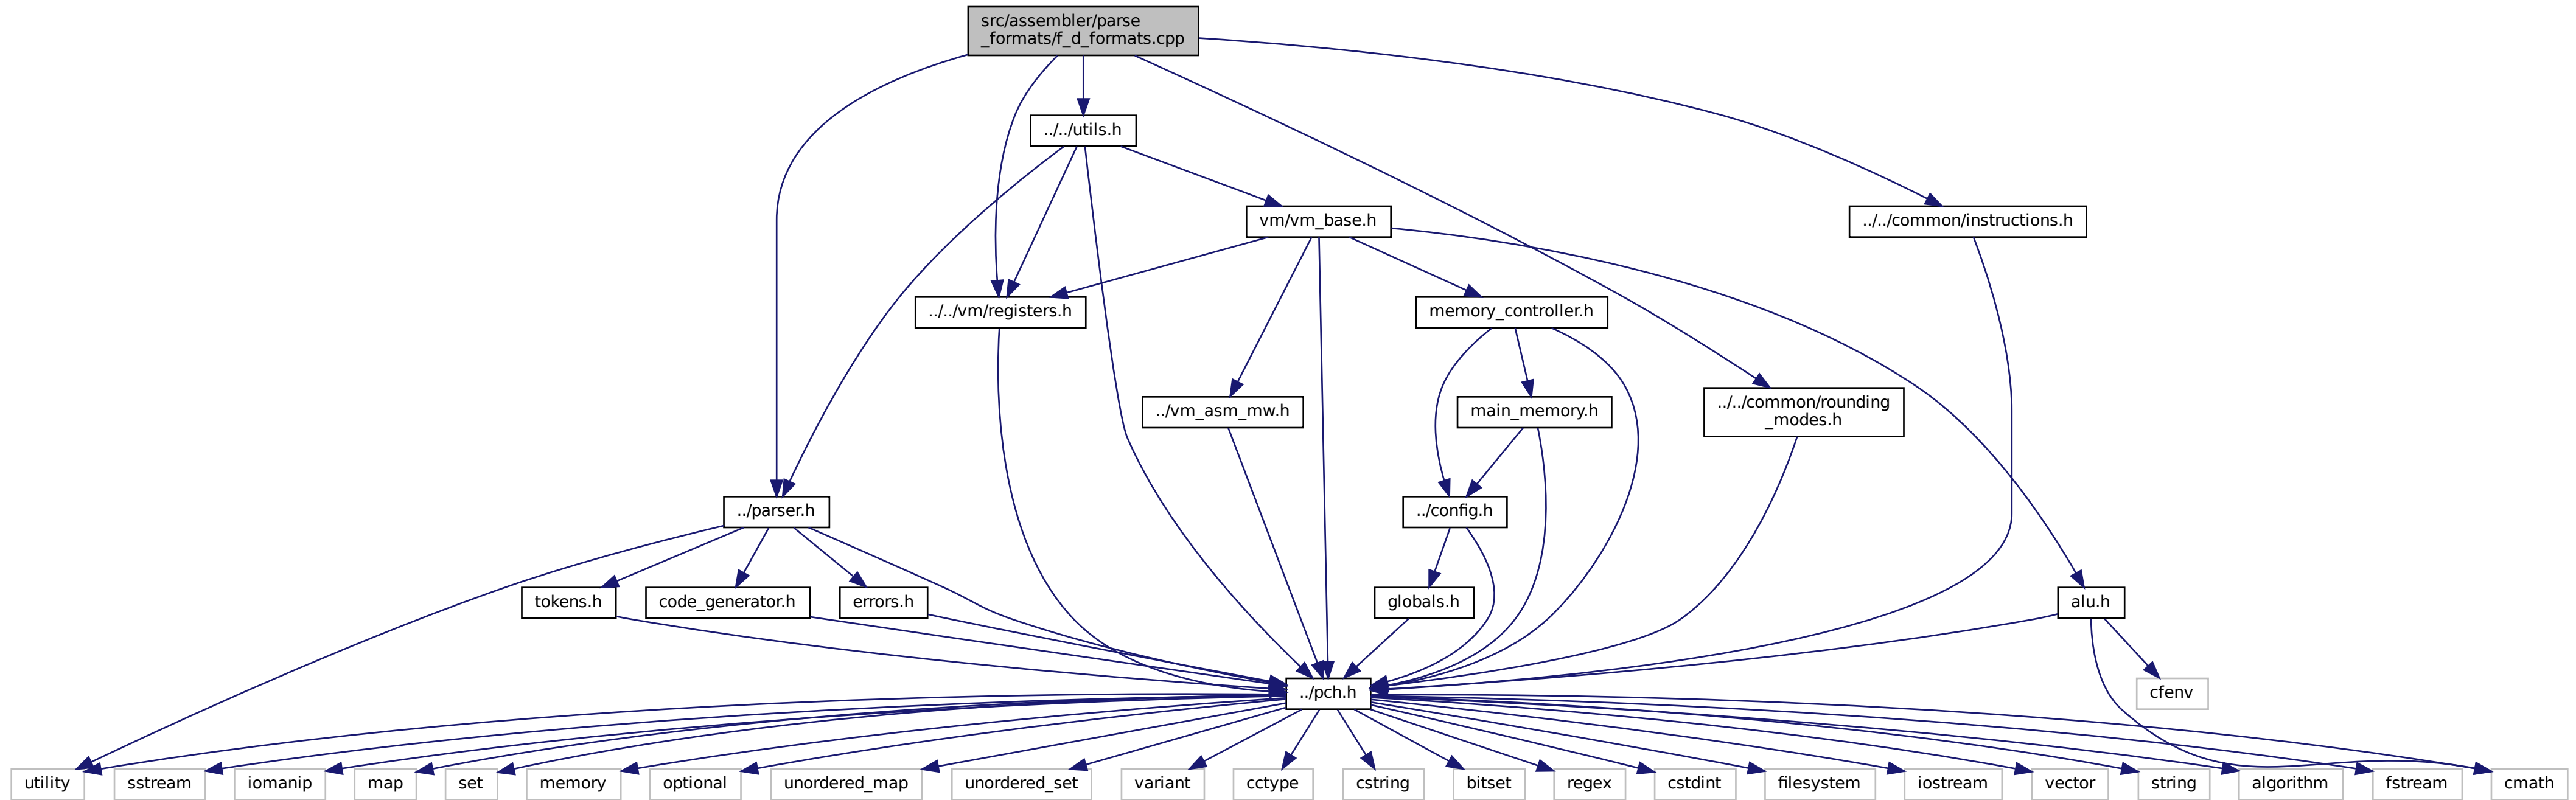 src/assembler/parse
_formats/f_d_formats.cpp
../../utils.h
vm/vm_base.h
../../common/instructions.h
../../vm/registers.h
memory_controller.h
../vm_asm_mw.h
main_memory.h
../../common/rounding
_modes.h
../parser.h
../config.h
tokens.h
code_generator.h
errors.h
globals.h
alu.h
../pch.h
cfenv
utility
sstream
iomanip
map
set
memory
optional
unordered_map
unordered_set
variant
cctype
cstring
bitset
regex
cstdint
filesystem
iostream
vector
string
algorithm
fstream
cmath